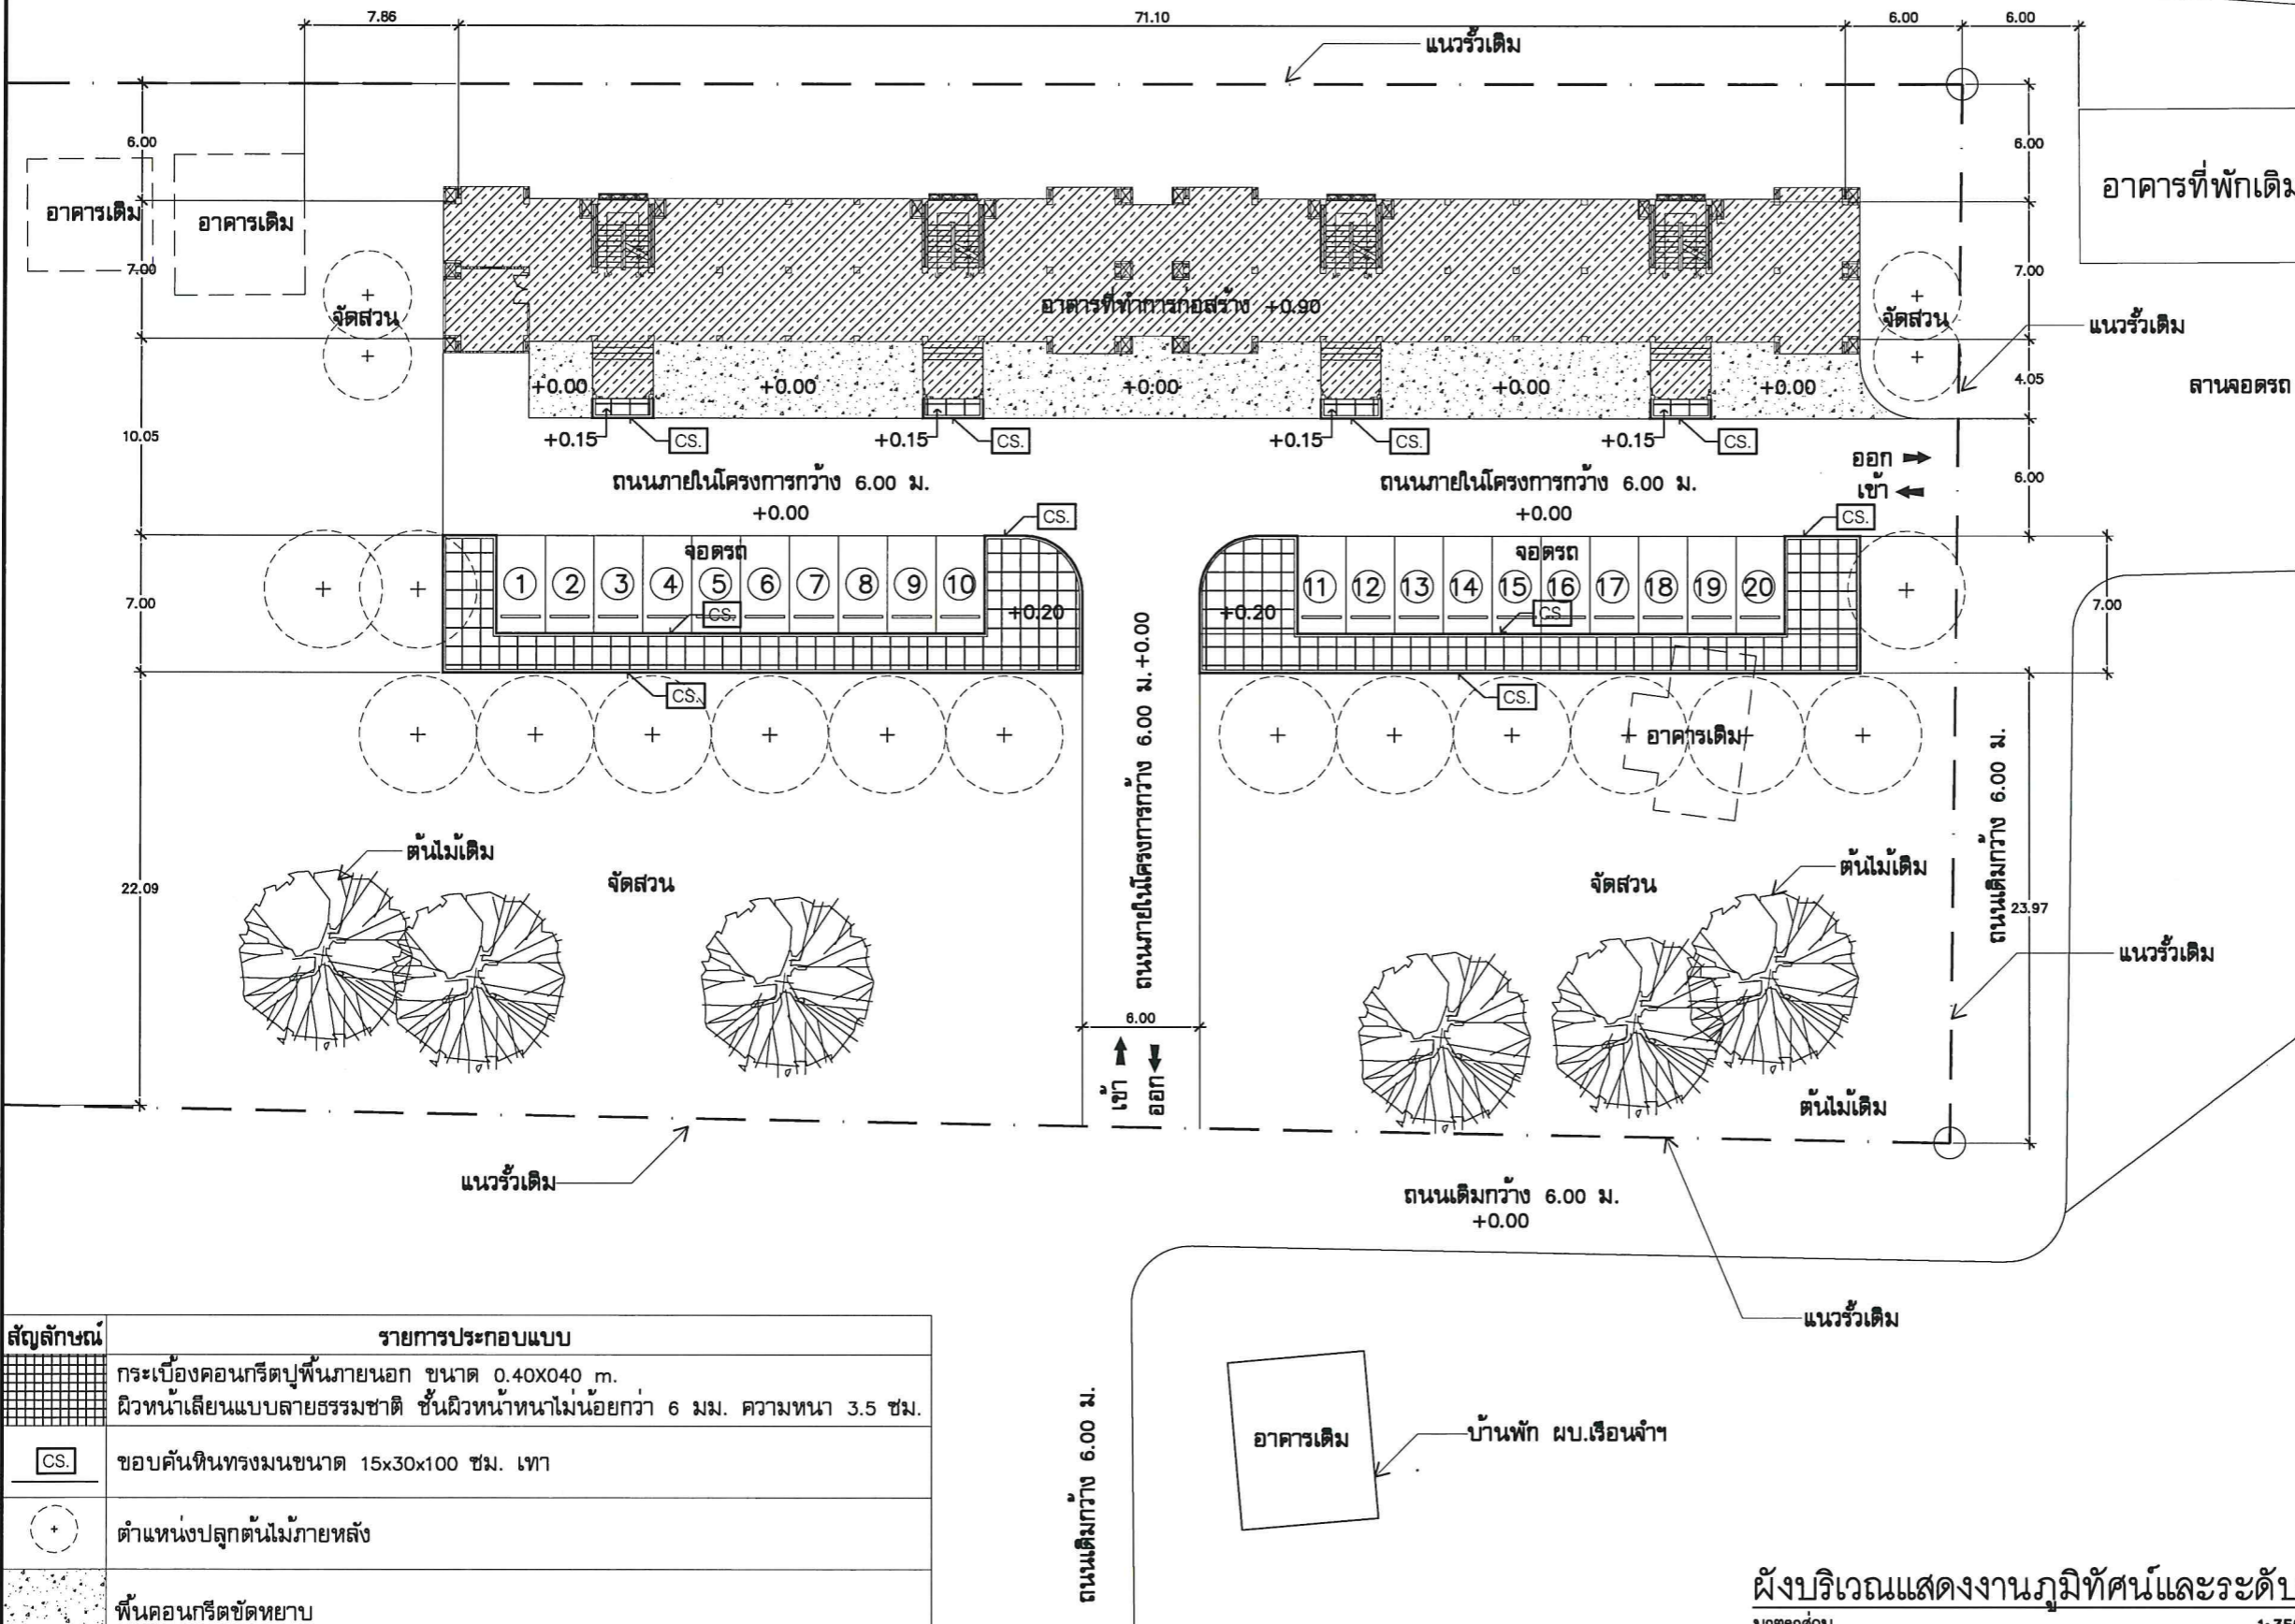 7.86
71.10
6.00
6.00
แนวรั้วเดิม
6.00
6.00
อาคารเดิม
อาคารเดิม
อาคารที่พักเดิม
7.00
7.00
จัดสวน
อาคารที่ทำการก่อสร้าง +0.90
จัดสวน
แนวรั้วเดิม
+0.00
+0.00
+0.00
+0.00
+0.00
4.05
ลานจอดรถ
10.05
+0.15
CS.
+0.15
CS.
+0.15
CS.
+0.15
CS.
ออก
เข้า
6.00
ถนนภายในโครงการกว้าง 6.00 ม.
+0.00
ถนนภายในโครงการกว้าง 6.00 ม.
+0.00
CS.
CS.
จอดรถ
จอดรถ
1 2 3 4 5 6 7 8 9 10
11 12 13 14 15 16 17 18 19 20
CS.
CS.
+0.20
+0.20
7.00
7.00
CS.
CS.
ถนนภายในโครงการกว้าง 6.00 ม.+0.00
อาคารเดิม
ถนนเดิมกว้าง 6.00 ม.
ต้นไม้เดิม
ต้นไม้เดิม
22.09
จัดสวน
จัดสวน
23.97
แนวรั้วเดิม
6.00
เข้า
ออก
ต้นไม้เดิม
แนวรั้วเดิม
ถนนเดิมกว้าง 6.00 ม.
+0.00
แนวรั้วเดิม
สัญลักษณ์ รายการประกอบแบบ
กระเบื้องคอนกรีตปูพื้นภายนอก ขนาด 0.40X040 m.
ผิวหน้าเลียนแบบลายธรรมชาติ ชั้นผิวหน้าหนาไม่น้อยกว่า 6 มม. ความหนา 3.5 ซม.
CS. ขอบคันหินทรงมนขนาด 15x30x100 ซม. เทา
ตำแหน่งปลูกต้นไม้ภายหลัง
พื้นคอนกรีตขัดหยาบ
ถนนเดิมกว้าง 6.00 ม.
อาคารเดิม
บ้านพัก ผบ.เรือนจำฯ
ผังบริเวณแสดงงานภูมิทัศน์และระดับ